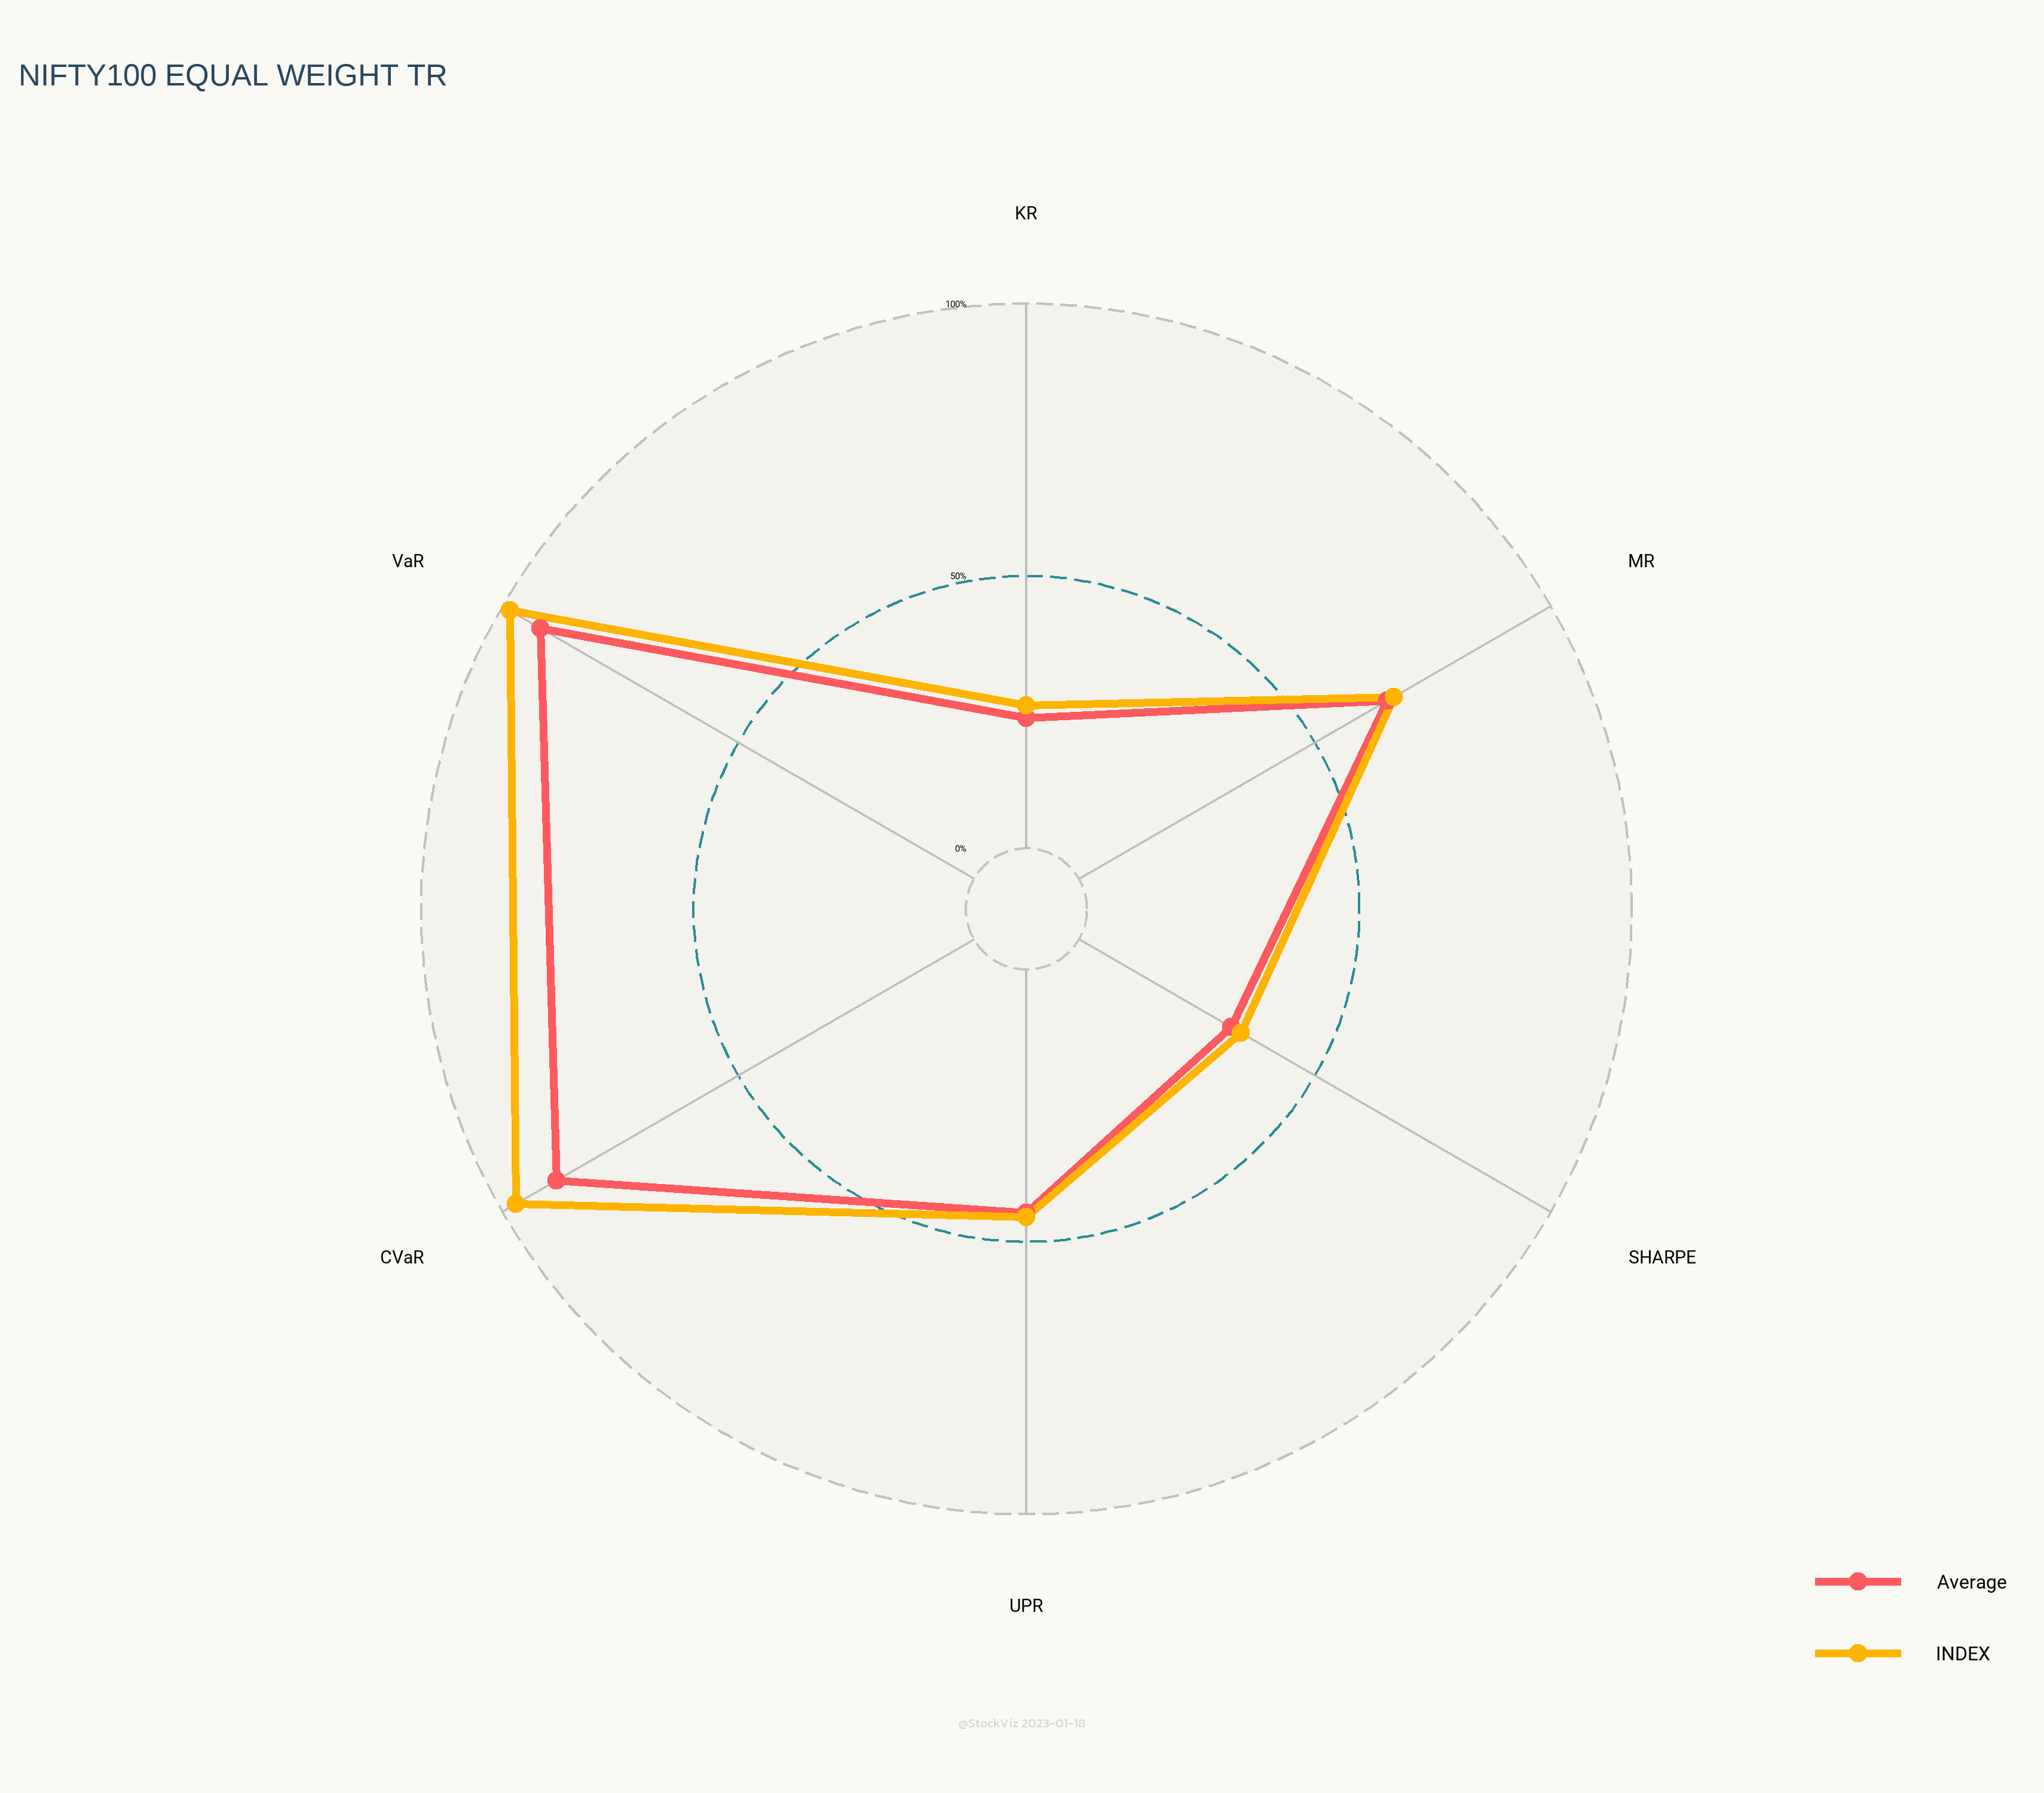 NIFTY100 EQUAL WEIGHT TR
KR
100%
VaR
MR
50%
0%
CVaR
SHARPE
UPR
Average
INDEX
@StockViz 2023-01-18